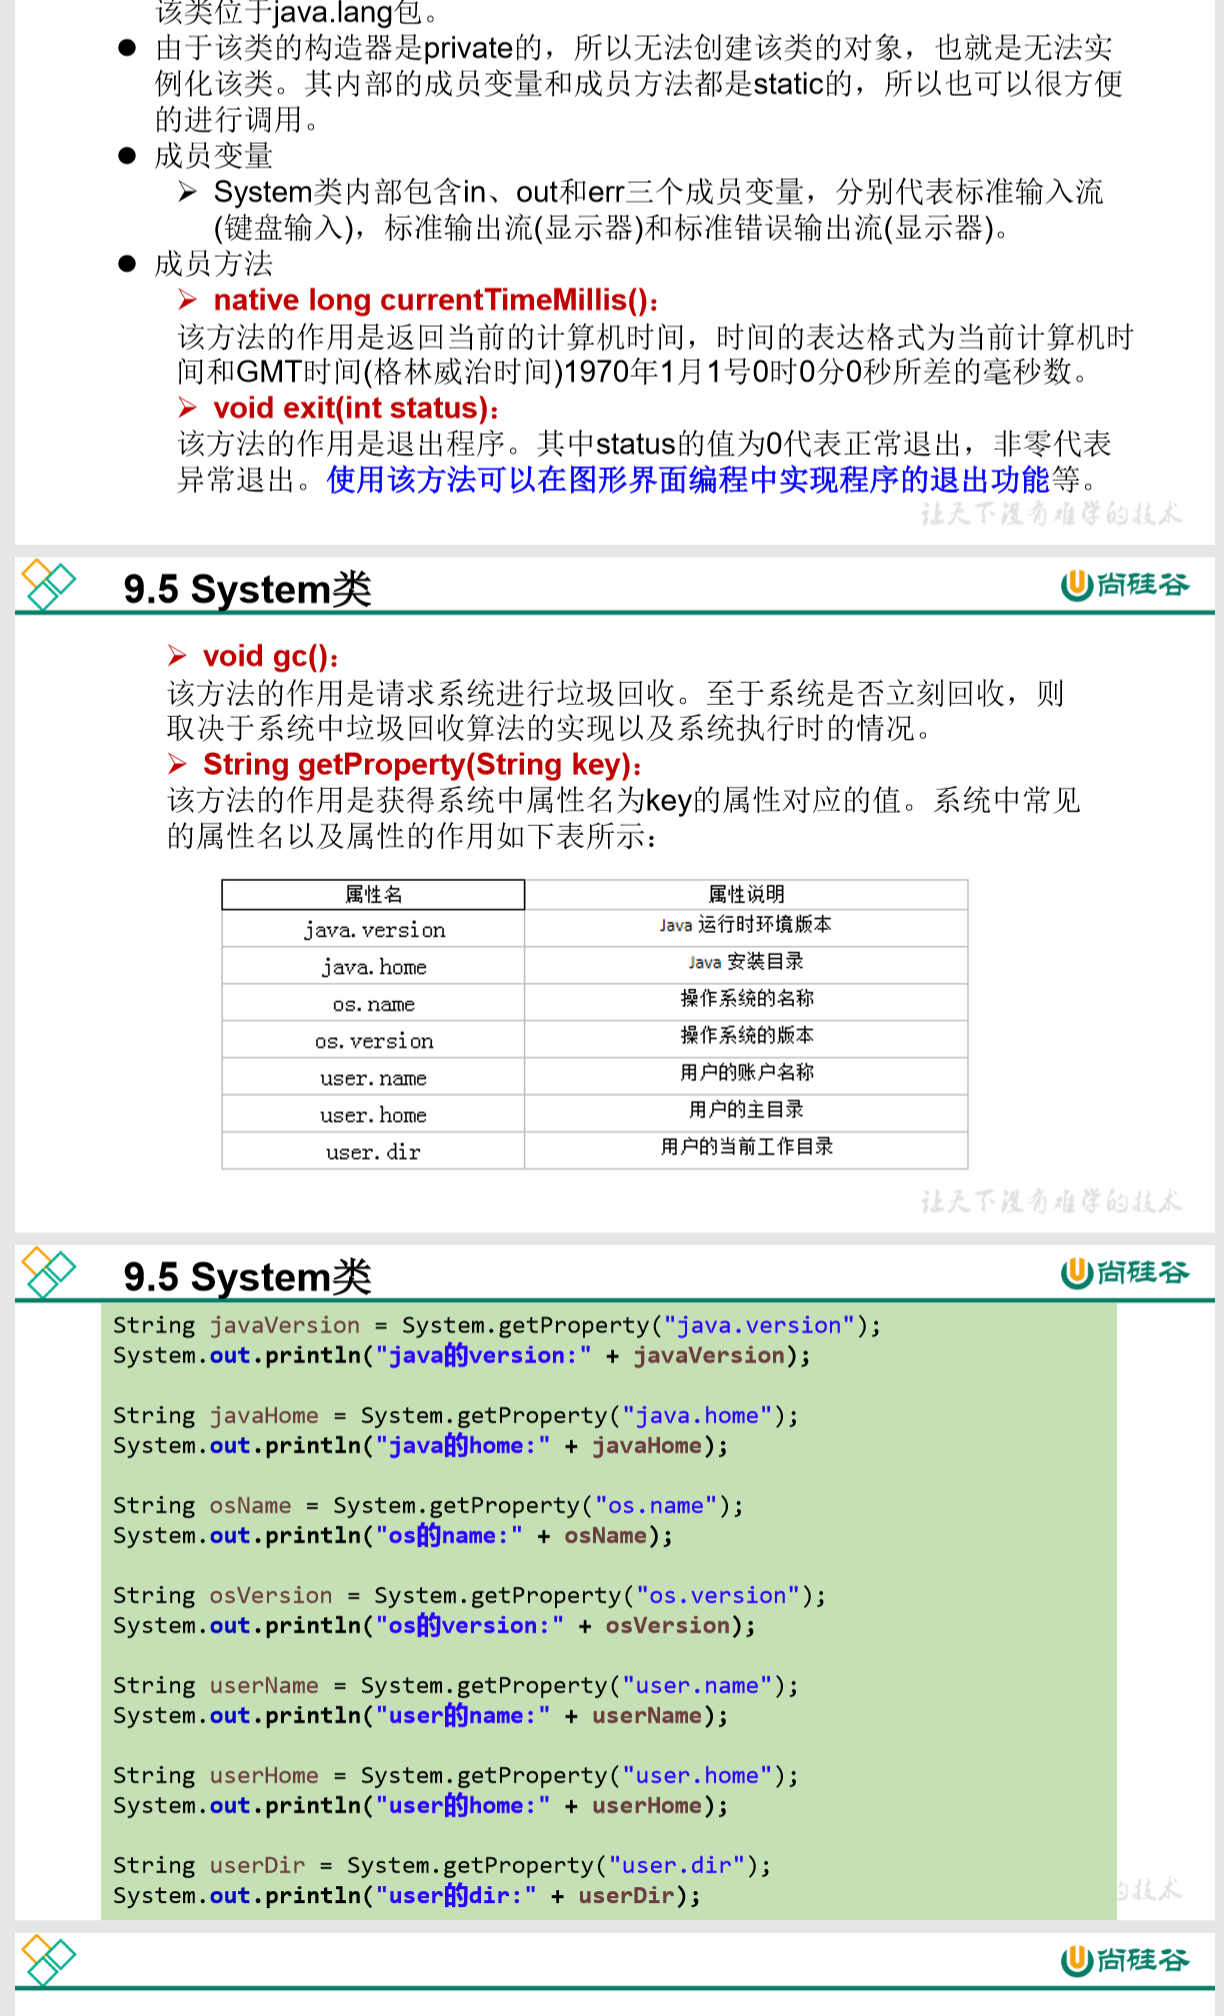 该类位于java.lang包。
● 由于该类的构造器是private的，所以无法创建该类的对象，也就是无法实
例化该类。其内部的成员变量和成员方法都是static的，所以也可以很方便
的进行调用。
● 成员变量
➢ System类内部包含in、out和err三个成员变量，分别代表标准输入流
(键盘输入)，标准输出流(显示器)和标准错误输出流(显示器)。
● 成员方法
➢ native long currentTimeMillis()：
该方法的作用是返回当前的计算机时间，时间的表达格式为当前计算机时
间和GMT时间(格林威治时间)1970年1月1号0时0分0秒所差的毫秒数。
➢ void exit(int status)：
该方法的作用是退出程序。其中status的值为0代表正常退出，非零代表
异常退出。使用该方法可以在图形界面编程中实现程序的退出功能等。
让天下没有难学的技术
9.5 System类
尚硅谷
➢ void gc()：
该方法的作用是请求系统进行垃圾回收。至于系统是否立刻回收，则
取决于系统中垃圾回收算法的实现以及系统执行时的情况。
➢ String getProperty(String key)：
该方法的作用是获得系统中属性名为key的属性对应的值。系统中常见
的属性名以及属性的作用如下表所示：
属性名 属性说明
java.version Java 运行时环境版本
java.home Java 安装目录
os.name 操作系统的名称
os.version 操作系统的版本
user.name 用户的账户名称
user.home 用户的主目录
user.dir 用户的当前工作目录
让天下没有难学的技术
9.5 System类
尚硅谷
String javaVersion = System.getProperty("java.version");
System.out.println("java的version:" + javaVersion);
String javaHome = System.getProperty("java.home");
System.out.println("java的home:" + javaHome);
String osName = System.getProperty("os.name");
System.out.println("os的name:" + osName);
String osVersion = System.getProperty("os.version");
System.out.println("os的version:" + osVersion);
String userName = System.getProperty("user.name");
System.out.println("user的name:" + userName);
String userHome = System.getProperty("user.home");
System.out.println("user的home:" + userHome);
String userDir = System.getProperty("user.dir");
System.out.println("user的dir:" + userDir);
的技术
尚硅谷